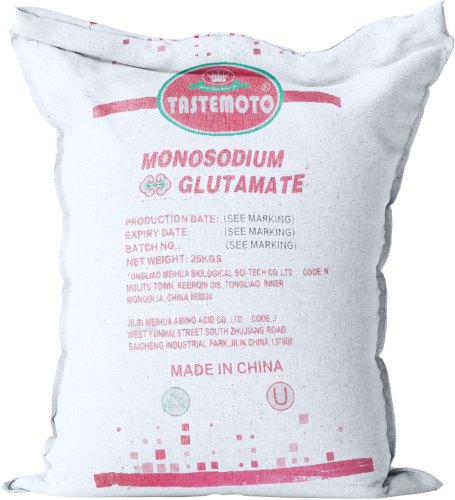 TASTEMOTO®
MONOSODIUM
GLUTAMATE
PRODUCTION DATE: (SEE MARKING)
EXPIRY DATE: (SEE MARKING)
BATCH NO.: (SEE MARKING)
NET WEIGHT: 25KGS
TONGLIAO MEIHUA BIOLOGICAL SCI-TECH CO.LTD CODE:N
MULITU TOWN, KEERQIN DIS, TONGLIAO, INNER
MONGOLIA, CHINA
JILIN MEIHUA AMINO ACID CO.,LTD CODE:J
WEST YUNHAI STREET,SOUTH ZHUJIANG ROAD,
BAICHENG INDUSTRIAL PARK,JILIN,CHINA
MADE IN CHINA
U